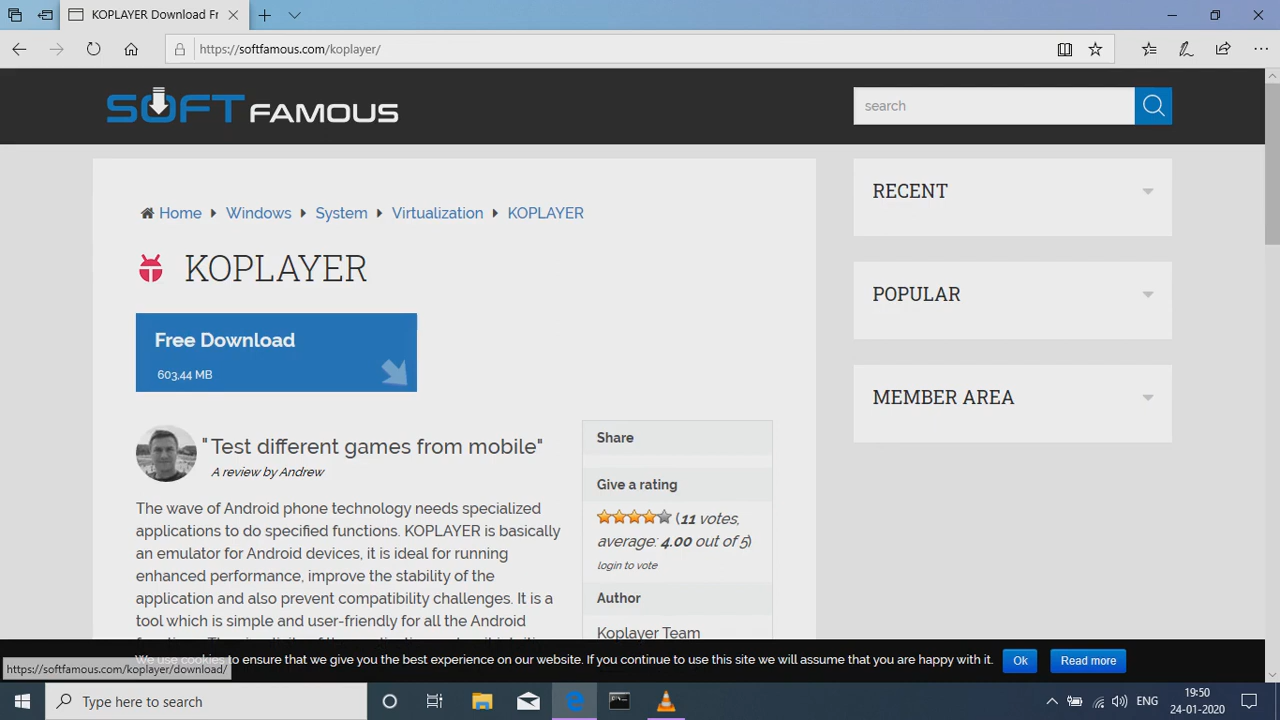 KOPLAYER Download Fr
https://softfamous.com/koplayer/
SOFT FAMOUS
search
Home Windows System Virtualization KOPLAYER
KOPLAYER
Free Download
603,44 MB
"Test different games from mobile"
A review by Andrew
The wave of Android phone technology needs specialized
applications to do specified functions. KOPLAYER is basically
an emulator for Android devices, it is ideal for running
enhanced performance, improve the stability of the
application and also prevent compatibility challenges. It is a
tool which is simple and user-friendly for all the Android
Share
Give a rating
(11 votes,
average: 4.00 out of 5)
login to vote
Author
Koplayer Team
RECENT
POPULAR
MEMBER AREA
We use cookies to ensure that we give you the best experience on our website. If you continue to use this site we will assume that you are happy with it.
Ok
Read more
https://softfamous.com/koplayer/download/
Type here to search
ENG
19:50
24-01-2020